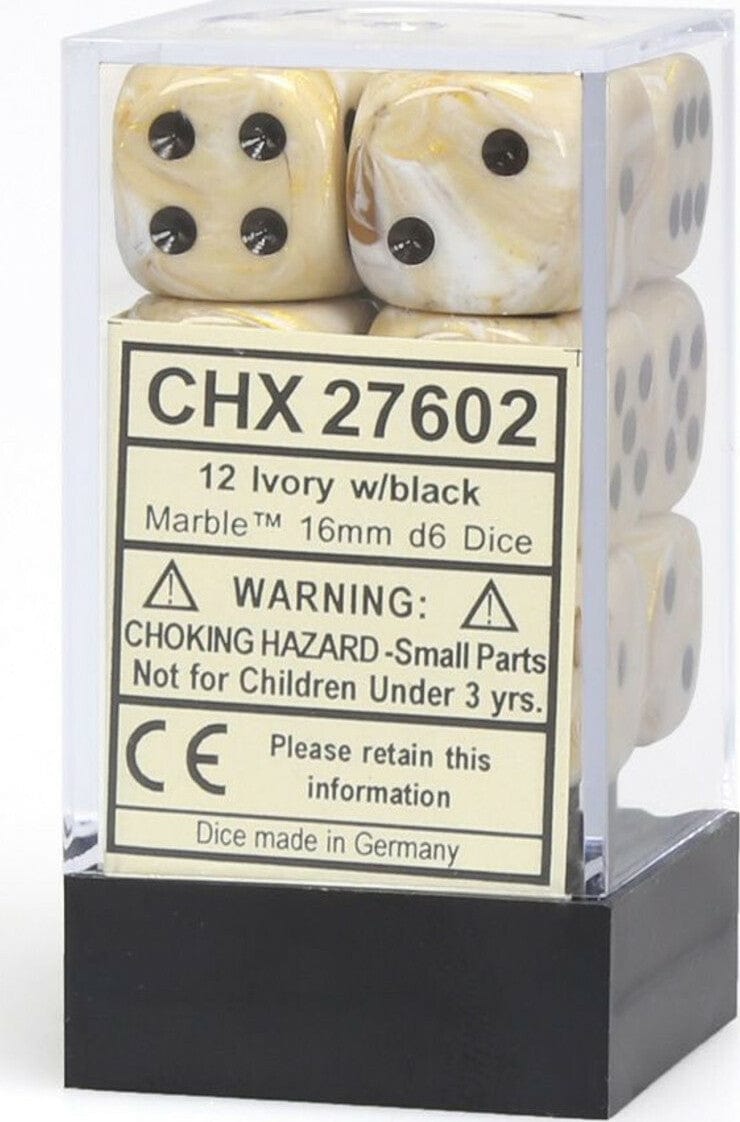 CHX 27602
12 Ivory w/black
Marble™ 16mm d6 Dice
WARNING:
CHOKING HAZARD -Small Parts
Not for Children Under 3 yrs.
CE Please retain this
information
Dice made in Germany